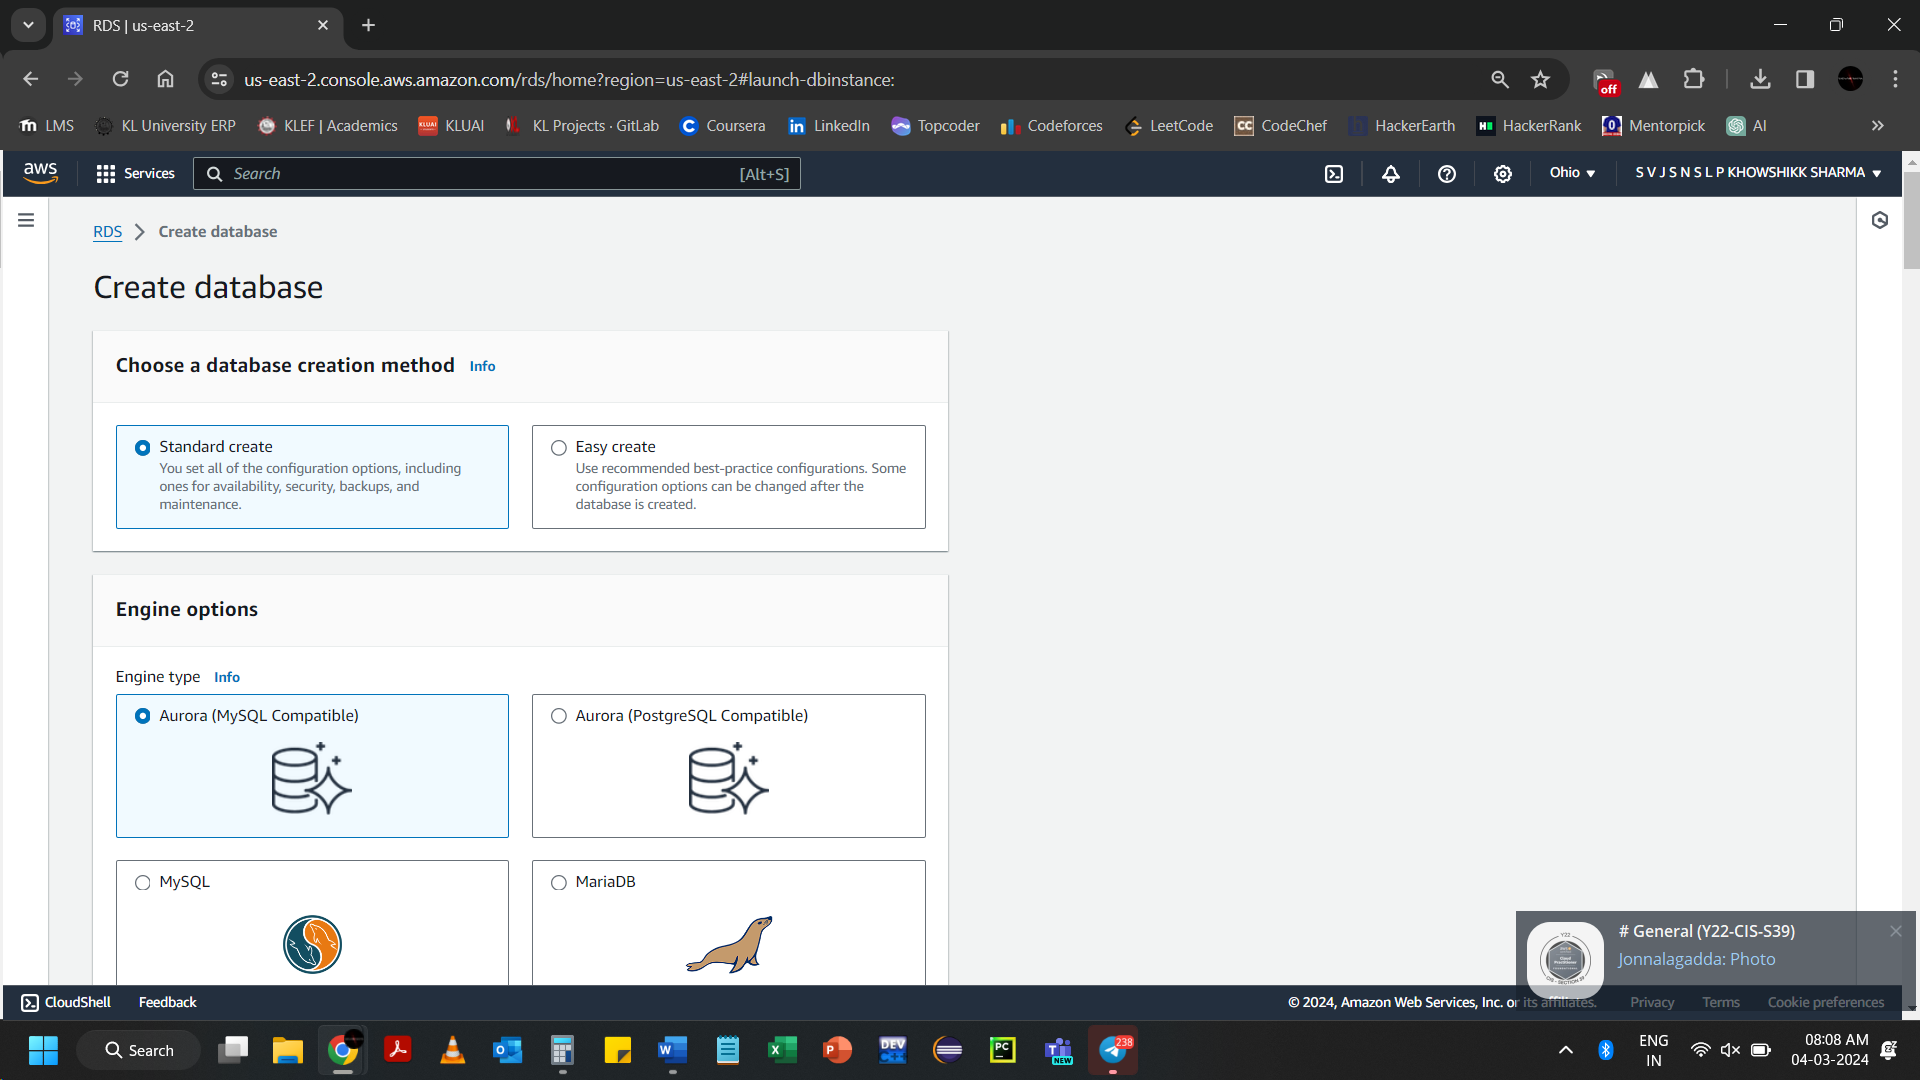 RDS | us-east-2
us-east-2.console.aws.amazon.com/rds/home?region=us-east-2#launch-dbinstance:
off
LMS
KL University ERP
KLEF | Academics
KLUAI
KL Projects · GitLab
Coursera
LinkedIn
Topcoder
Codeforces
LeetCode
CodeChef
HackerEarth
HackerRank
Mentorpick
AI
aws
Services
Search
[Alt+S]
Ohio
S V J S N S L P KHOWSHIKK SHARMA
RDS
Create database
Create database
Choose a database creation method
Info
Standard create
You set all of the configuration options, including
ones for availability, security, backups, and
maintenance.
Easy create
Use recommended best-practice configurations. Some
configuration options can be changed after the
database is created.
Engine options
Engine type
Info
Aurora (MySQL Compatible)
Aurora (PostgreSQL Compatible)
MySQL
MariaDB
# General (Y22-CIS-S39)
Jonnalagadda: Photo
CloudShell
Feedback
© 2024, Amazon Web Services, Inc. or its affiliates.
Privacy
Terms
Cookie preferences
Search
DEV
PC
NEW
238
ENG
IN
08:08 AM
04-03-2024